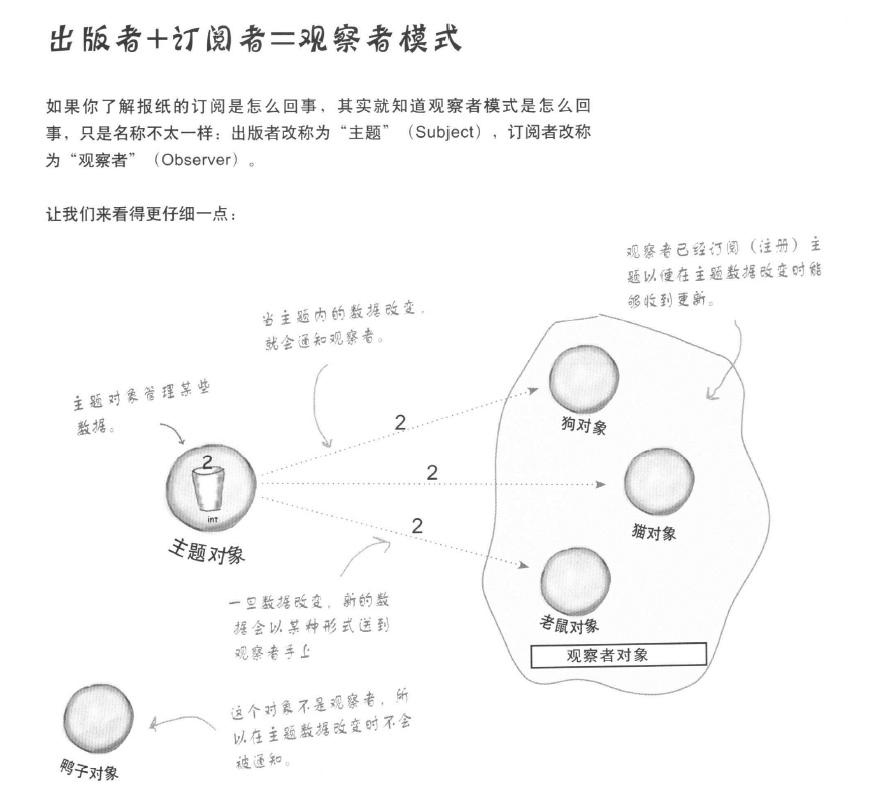 出版者+订阅者=观察者模式
如果你了解报纸的订阅是怎么回事，其实就知道观察者模式是怎么回
事，只是名称不太一样：出版者改称为“主题”（Subject），订阅者改称
为“观察者”（Observer）。
让我们来看得更仔细一点：
观察者已经订阅（注册）主
题以便在主题数据改变时能
够收到更新。
当主题内的数据改变，
就会通知观察者。
主题对象管理某些
数据。
2
int
主题对象
2
2
2
狗对象
猫对象
老鼠对象
观察者对象
一旦数据改变，新的数
据会以某种形式送到
观察者手上
这个对象不是观察者，所
以在主题数据改变时不会
被通知。
鸭子对象